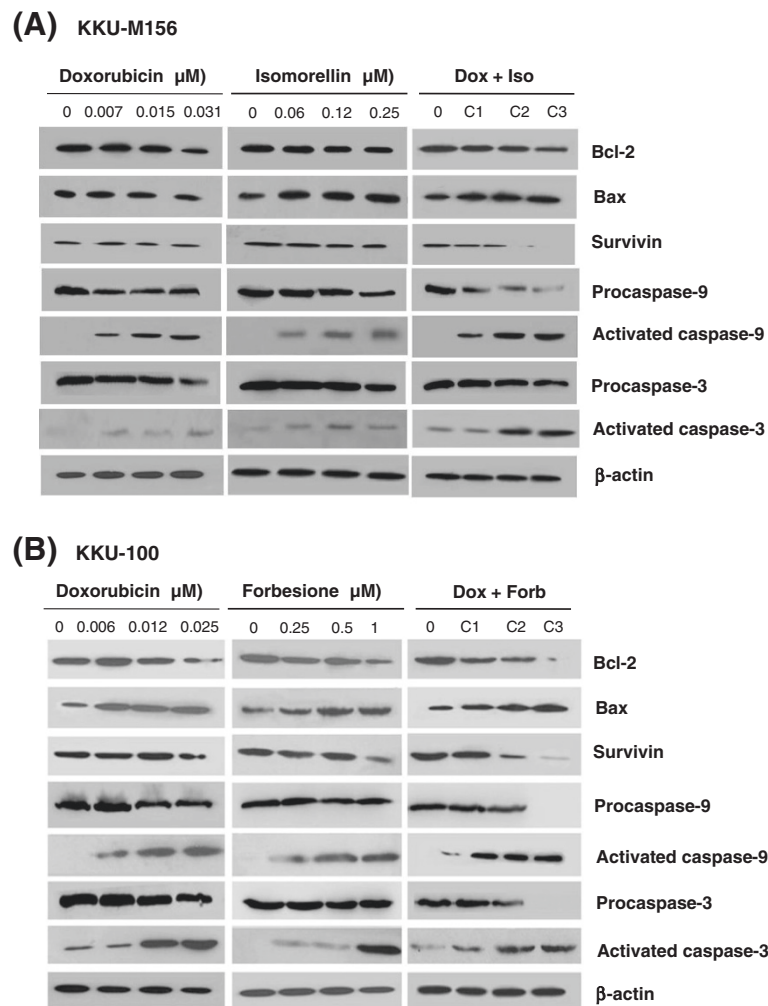 (A) KKU-M156
Doxorubicin µM) Isomorellin µM) Dox + Iso
0 0.007 0.015 0.031 0 0.06 0.12 0.25 0 C1 C2 C3
Bcl-2
Bax
Survivin
Procaspase-9
Activated caspase-9
Procaspase-3
Activated caspase-3
β-actin
(B) KKU-100
Doxorubicin µM) Forbesione µM) Dox + Forb
0 0.006 0.012 0.025 0 0.25 0.5 1 0 C1 C2 C3
Bcl-2
Bax
Survivin
Procaspase-9
Activated caspase-9
Procaspase-3
Activated caspase-3
β-actin